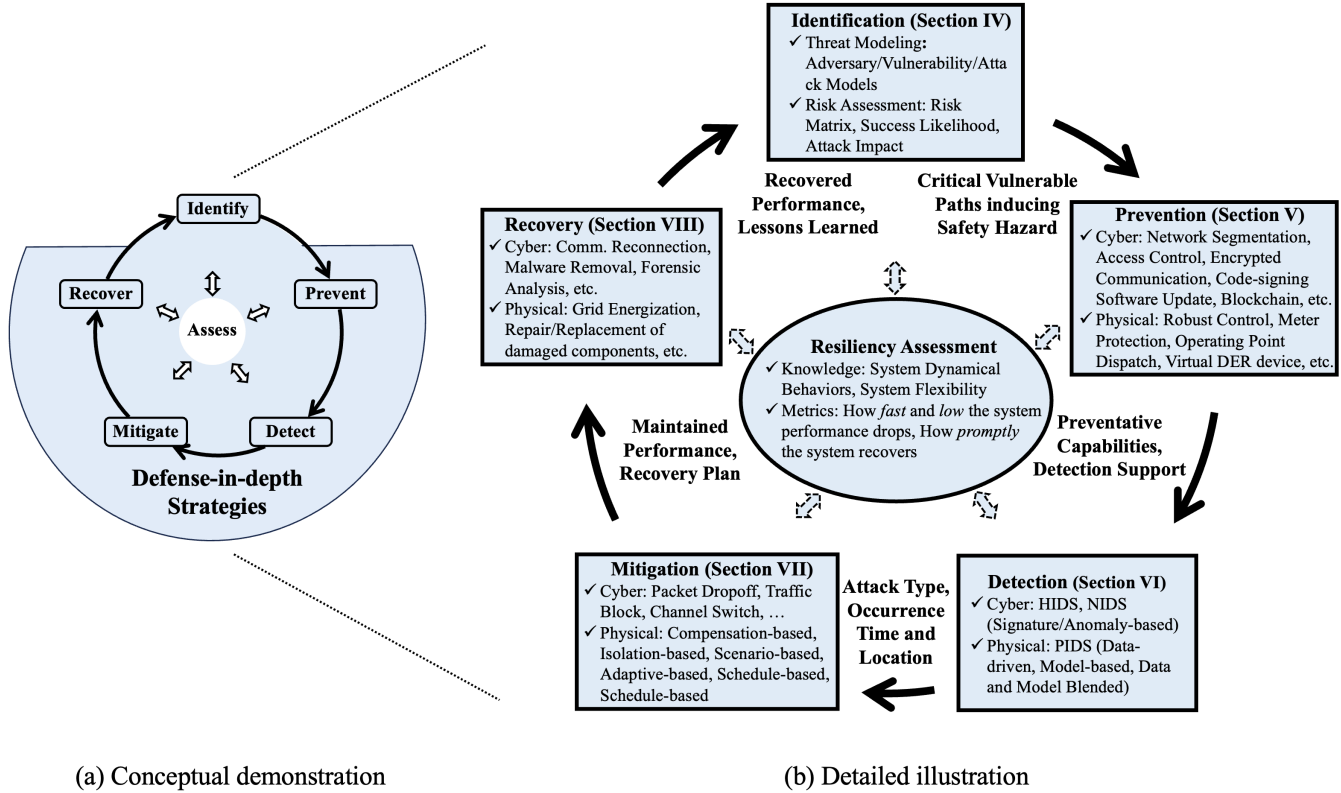 Identify
Recover
Prevent
Assess
Mitigate
Detect
Defense-in-depth
Strategies
(a) Conceptual demonstration
Identification (Section IV)
✓ Threat Modeling:
Adversary/Vulnerability/Atta
ck Models
✓ Risk Assessment: Risk
Matrix, Success Likelihood,
Attack Impact
Recovered
Performance,
Lessons Learned
Critical Vulnerable
Paths inducing
Safety Hazard
Recovery (Section VIII)
✓ Cyber: Comm. Reconnection,
Malware Removal, Forensic
Analysis, etc.
✓ Physical: Grid Energization,
Repair/Replacement of
damaged components, etc.
Prevention (Section V)
✓ Cyber: Network Segmentation,
Access Control, Encrypted
Communication, Code-signing
Software Update, Blockchain, etc.
✓ Physical: Robust Control, Meter
Protection, Operating Point
Dispatch, Virtual DER device, etc.
Resiliency Assessment
✓ Knowledge: System Dynamical
Behaviors, System Flexibility
✓ Metrics: How fast and low the system
performance drops, How promptly
the system recovers
Maintained
Performance,
Recovery Plan
Preventative
Capabilities,
Detection Support
Mitigation (Section VII)
✓ Cyber: Packet Dropoff, Traffic
Block, Channel Switch, …
✓ Physical: Compensation-based,
Isolation-based, Scenario-based,
Adaptive-based, Schedule-based,
Schedule-based
Attack Type,
Occurrence
Time and
Location
Detection (Section VI)
✓ Cyber: HIDS, NIDS
(Signature/Anomaly-based)
✓ Physical: PIDS (Data-
driven, Model-based, Data
and Model Blended)
(b) Detailed illustration